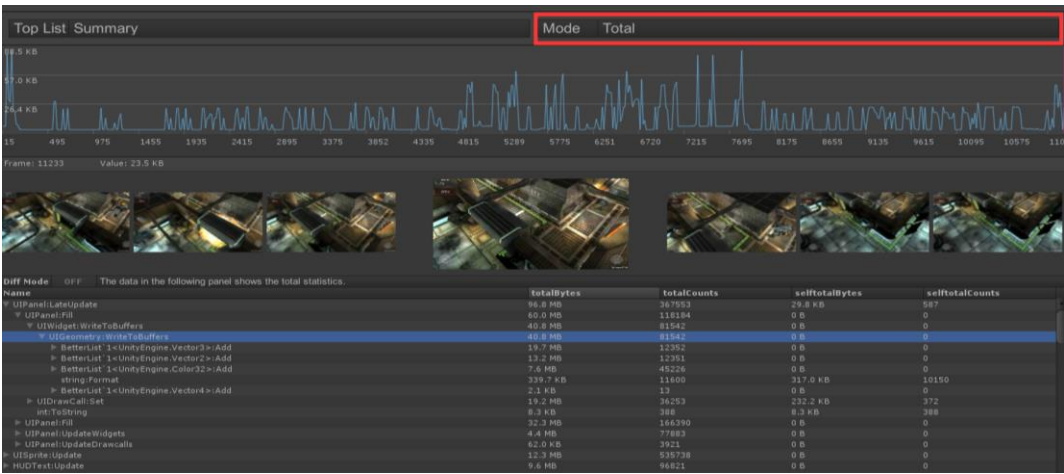 Top List Summary Mode Total
88.5 KB
57.0 KB
26.4 KB
15 495 975 1455 1935 2415 2895 3375 3852 4335 4815 5289 5775 6251 6720 7215 7695 8175 8655 9135 9615 10095 10575 110
Frame: 11233 Value: 23.5 KB
Diff Mode OFF The data in the following panel shows the total statistics.
Name totalBytes totalCounts selftotalBytes selftotalCounts
UIPanel:LateUpdate 96.8 MB 367553 29.8 KB 587
UIPanel:Fill 60.0 MB 118184 0 B 0
UIWidget:WriteToBuffers 40.8 MB 81542 0 B 0
UIGeometry:WriteToBuffers 40.8 MB 81542 0 B 0
BetterList`1<UnityEngine.Vector3>:Add 19.7 MB 12352 0 B 0
BetterList`1<UnityEngine.Vector2>:Add 13.2 MB 12351 0 B 0
BetterList`1<UnityEngine.Color32>:Add 7.6 MB 45226 0 B 0
string:Format 339.7 KB 11600 317.0 KB 10150
BetterList`1<UnityEngine.Vector4>:Add 2.1 KB 13 0 B 0
UIDrawCall:Set 19.2 MB 36253 232.2 KB 372
int:ToString 8.3 KB 388 8.3 KB 388
UIPanel:Fill 32.3 MB 166390 0 B 0
UIPanel:UpdateWidgets 4.4 MB 77883 0 B 0
UIPanel:UpdateDrawcalls 62.0 KB 3921 0 B 0
UISprite:Update 12.3 MB 535738 0 B 0
HUDText:Update 9.6 MB 96821 0 B 0